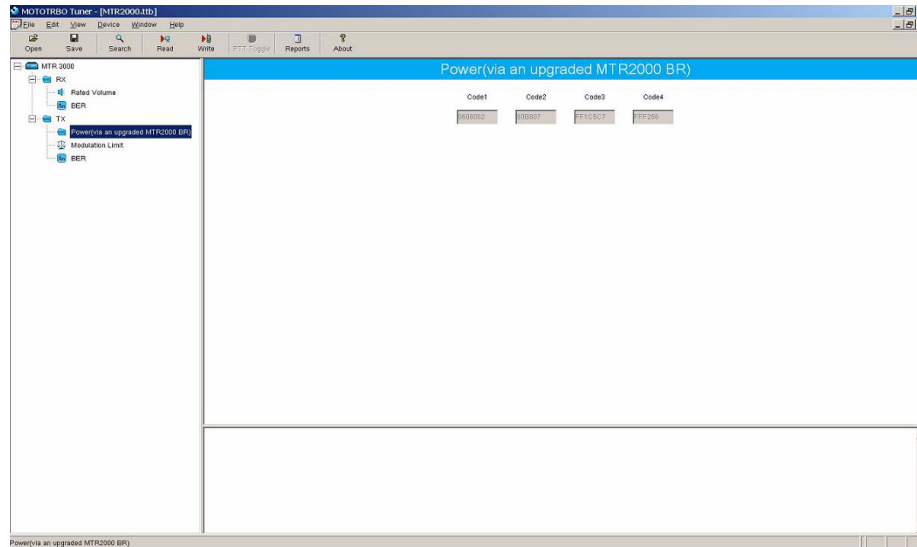 MOTOTRBO Tuner - [MTR2000.ttb]
File Edit View Device Window Help
Open Save Search Read Write PTT Toggle Reports About
MTR 3000
RX
Rated Volume
BER
TX
Power(via an upgraded MTR2000 BR)
Modulation Limit
BER
Power(via an upgraded MTR2000 BR)
Code1 Code2 Code3 Code4
FF1C5C7 FFF256
Power(via an upgraded MTR2000 BR)